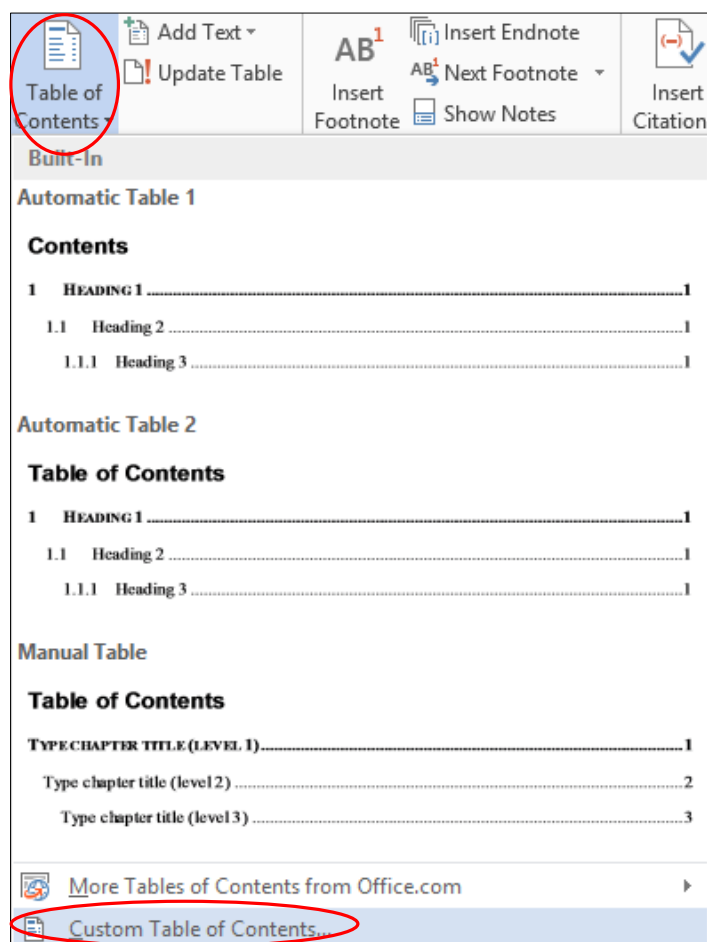 Table of
Contents
Add Text
Update Table
AB1
Insert
Footnote
[i] Insert Endnote
AB1 Next Footnote
Show Notes
(-)
Insert
Citation
Built-In
Automatic Table 1
Contents
1 HEADING 1 ........ 1
1.1 Heading 2 ........ 1
1.1.1 Heading 3 ........ 1
Automatic Table 2
Table of Contents
1 HEADING 1 ........ 1
1.1 Heading 2 ........ 1
1.1.1 Heading 3 ........ 1
Manual Table
Table of Contents
TYPE CHAPTER TITLE (LEVEL 1) ........ 1
Type chapter title (level 2) ........ 2
Type chapter title (level 3) ........ 3
More Tables of Contents from Office.com
Custom Table of Contents...